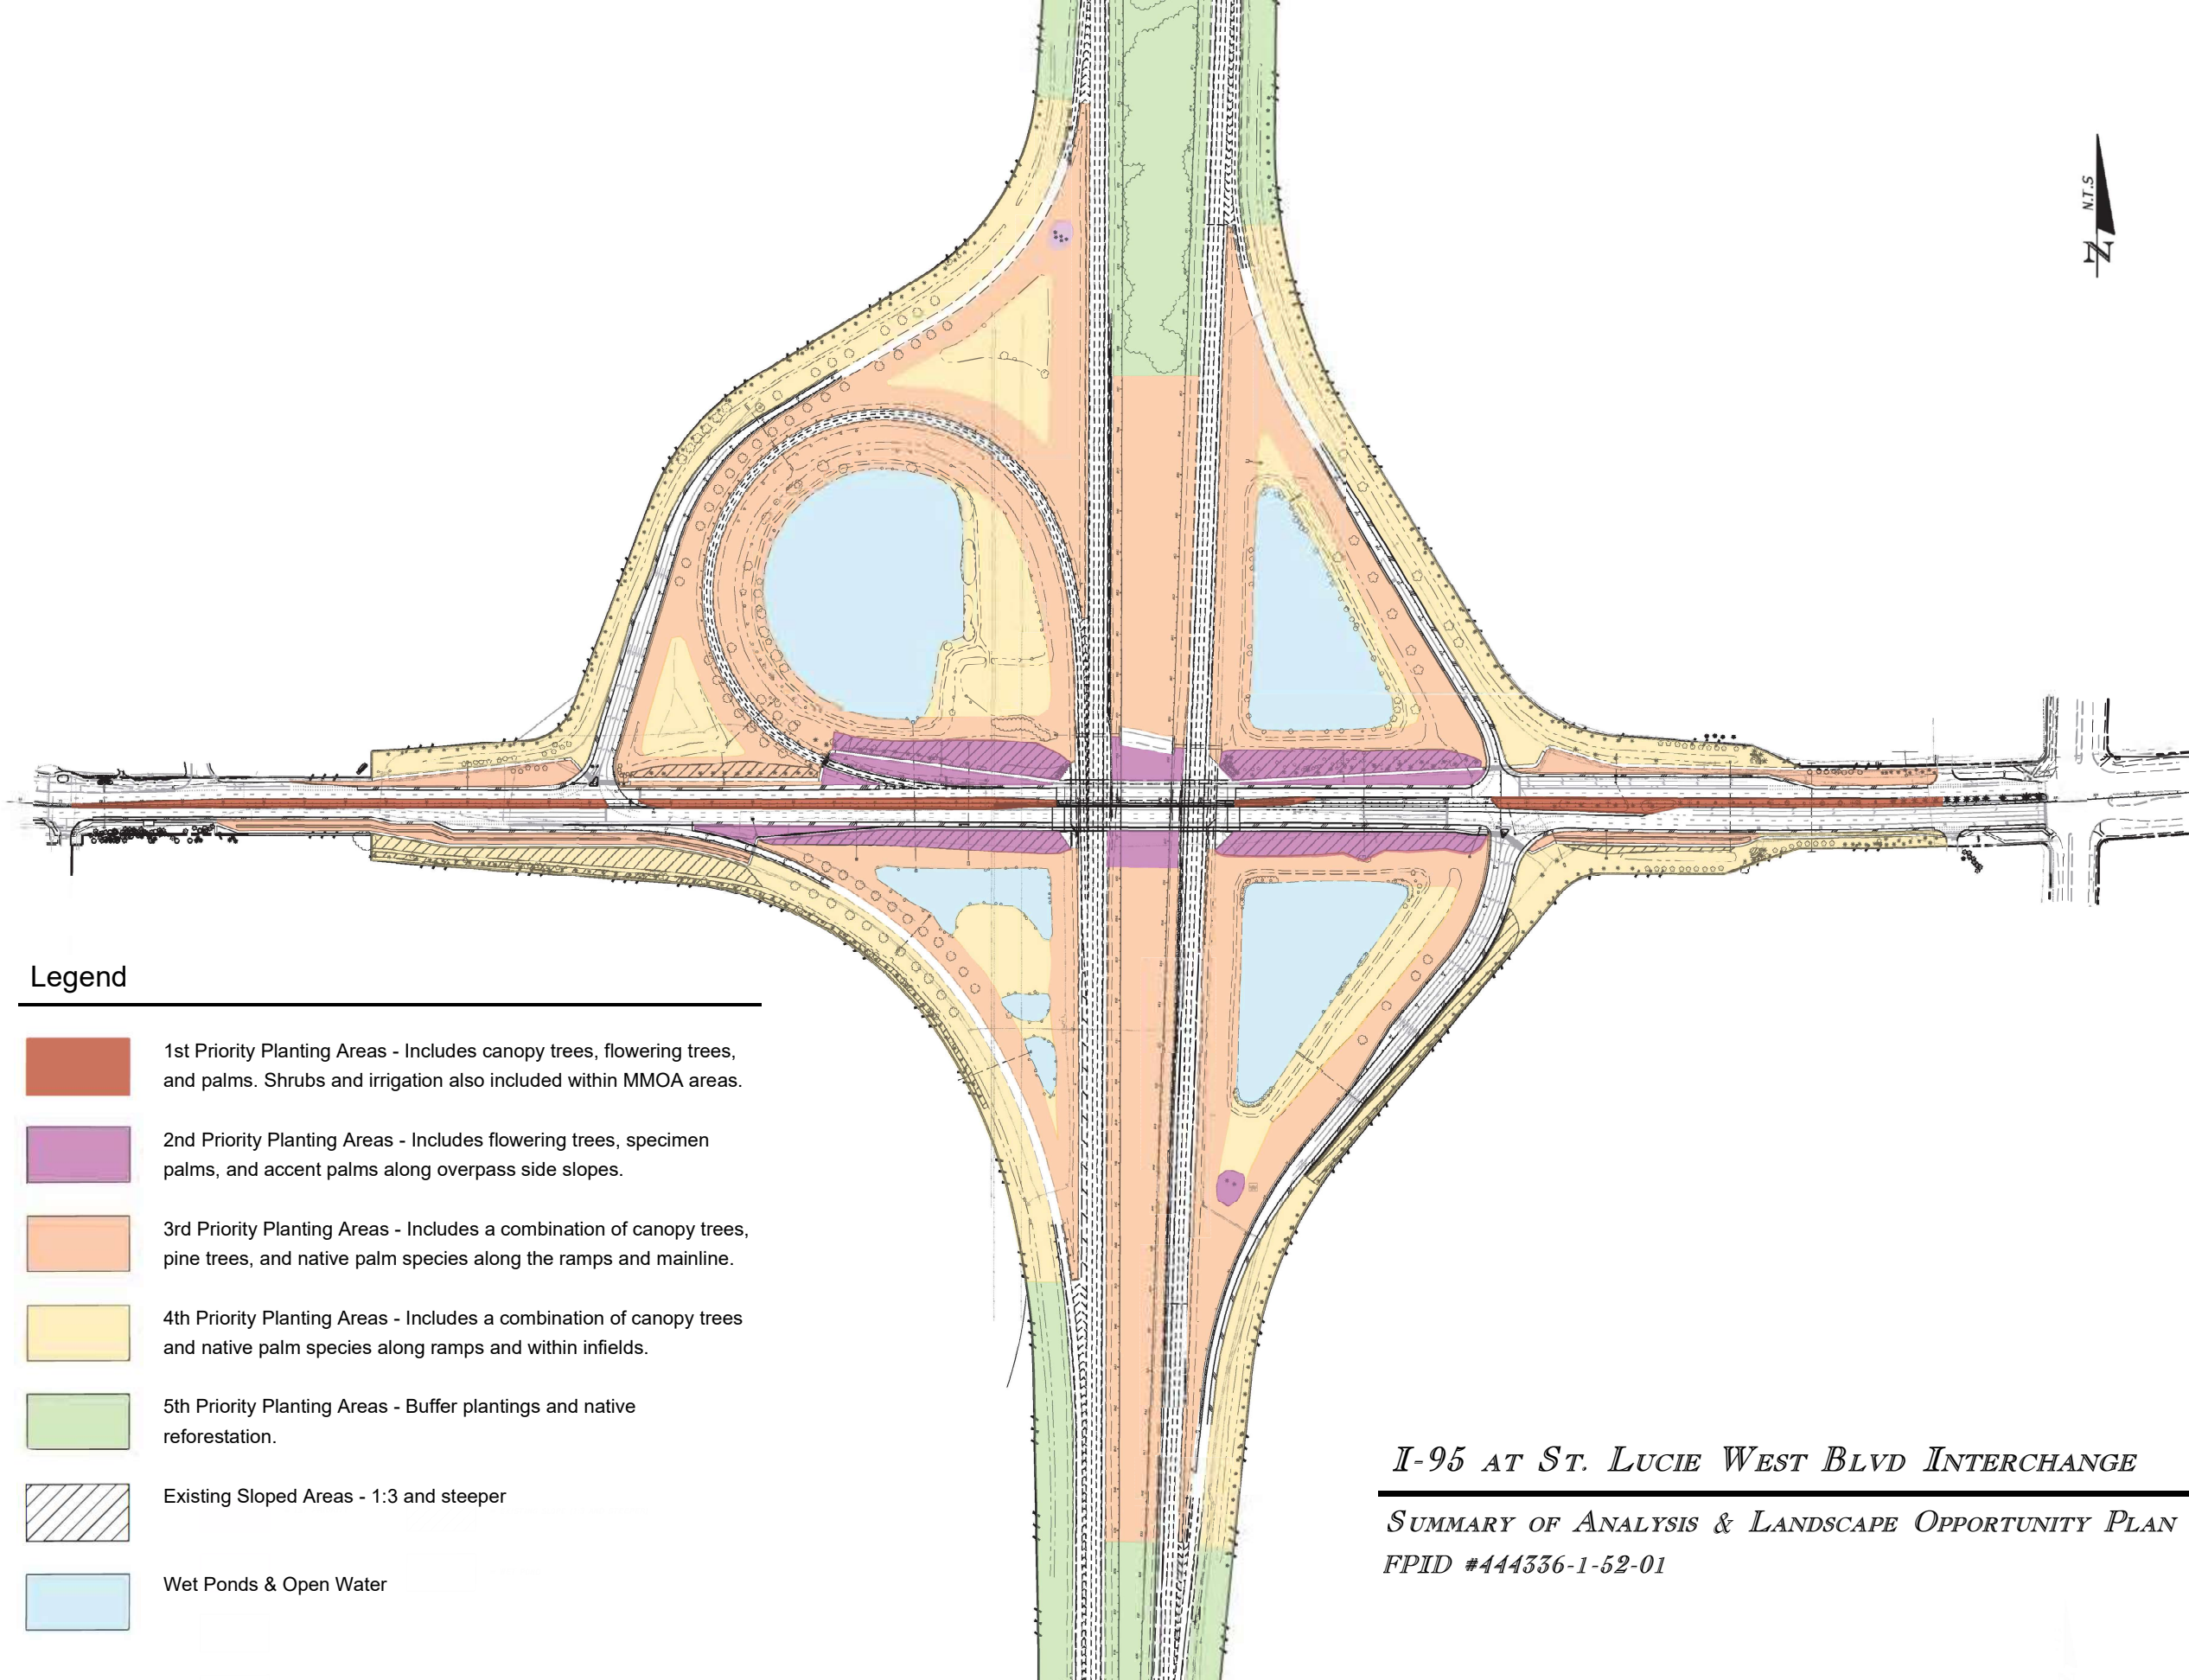 N.T.S
N
Legend
1st Priority Planting Areas - Includes canopy trees, flowering trees,
and palms. Shrubs and irrigation also included within MMOA areas.
2nd Priority Planting Areas - Includes flowering trees, specimen
palms, and accent palms along overpass side slopes.
3rd Priority Planting Areas - Includes a combination of canopy trees,
pine trees, and native palm species along the ramps and mainline.
4th Priority Planting Areas - Includes a combination of canopy trees
and native palm species along ramps and within infields.
5th Priority Planting Areas - Buffer plantings and native
reforestation.
Existing Sloped Areas - 1:3 and steeper
Wet Ponds & Open Water
I-95 at St. Lucie West Blvd Interchange
Summary of Analysis & Landscape Opportunity Plan
FPID #444336-1-52-01